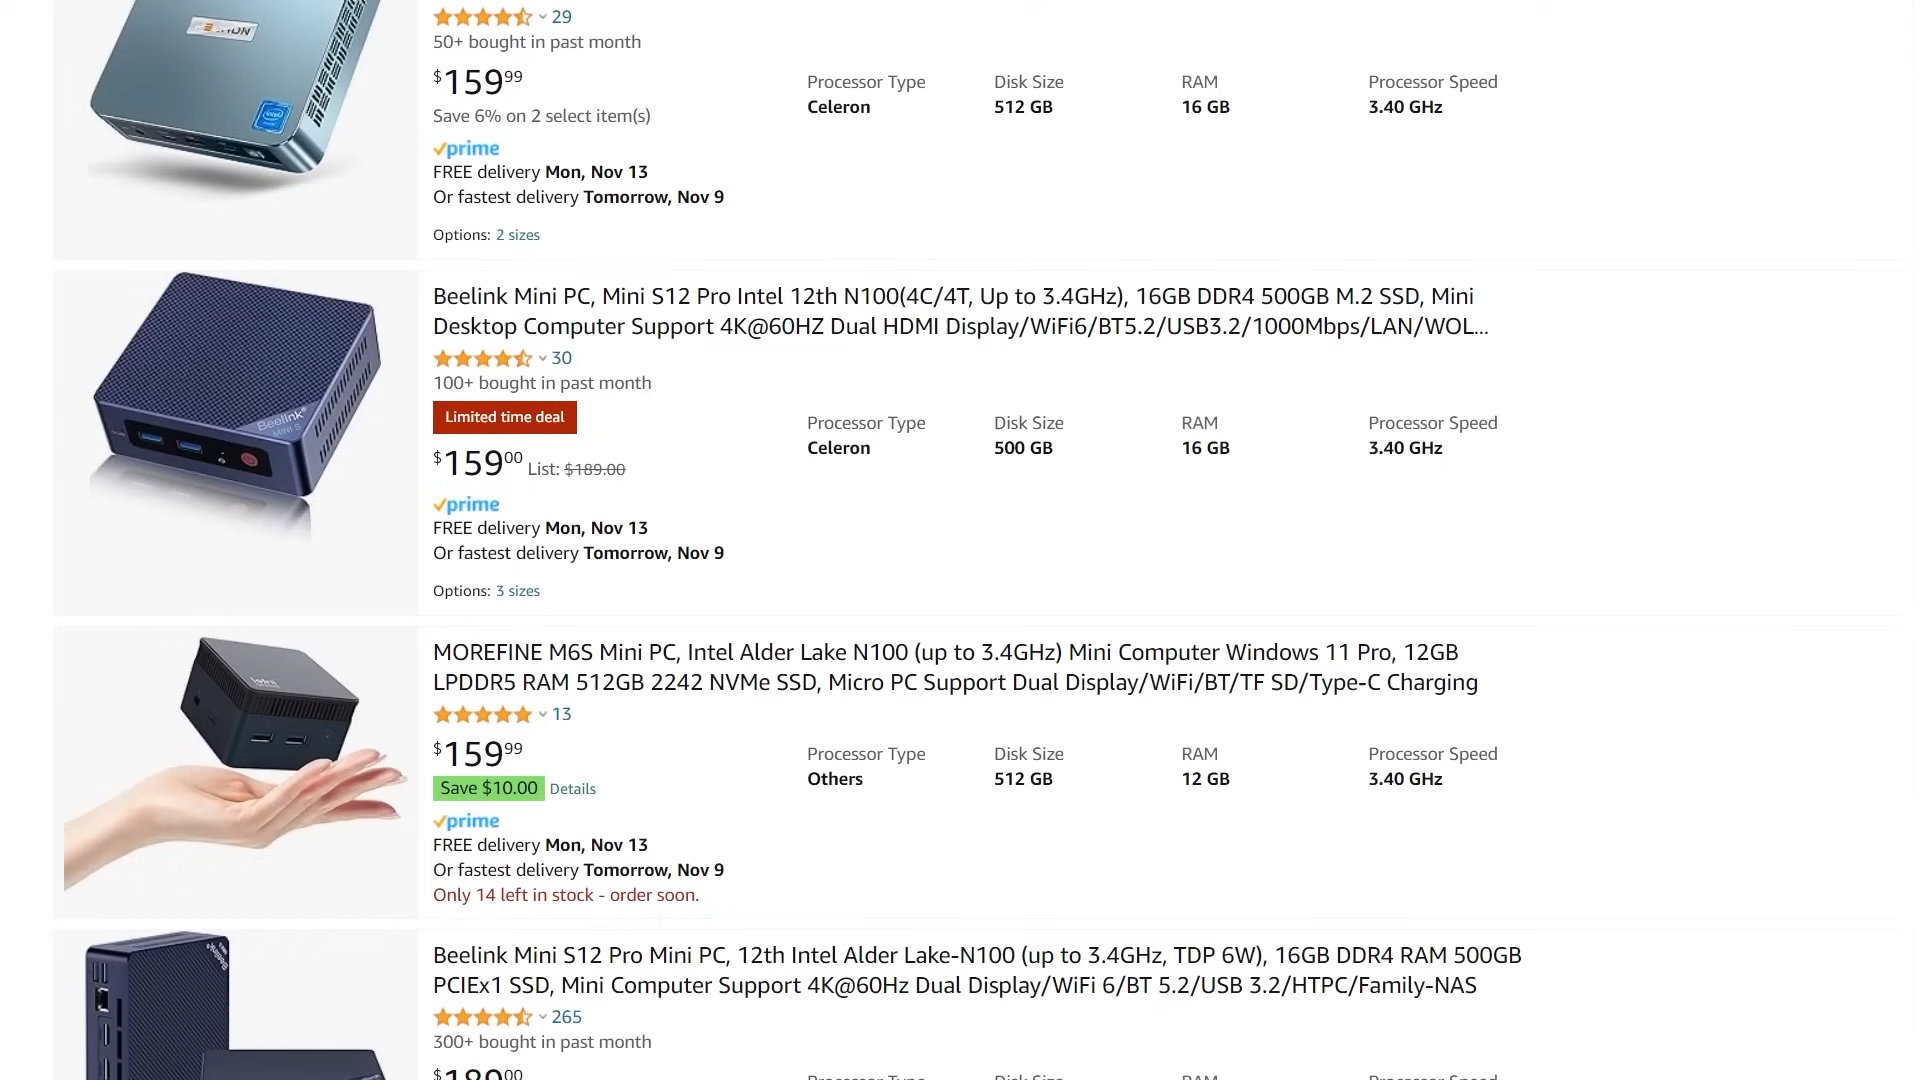 29
50+ bought in past month
$159.99
Save 6% on 2 select item(s)
Processor Type Disk Size RAM Processor Speed
Celeron 512 GB 16 GB 3.40 GHz
prime
FREE delivery Mon, Nov 13
Or fastest delivery Tomorrow, Nov 9
Options: 2 sizes
intel
Beelink Mini PC, Mini S12 Pro Intel 12th N100(4C/4T, Up to 3.4GHz), 16GB DDR4 500GB M.2 SSD, Mini
Desktop Computer Support 4K@60HZ Dual HDMI Display/WiFi6/BT5.2/USB3.2/1000Mbps/LAN/WOL...
30
100+ bought in past month
Limited time deal
$159.00 List: $189.00
Processor Type Disk Size RAM Processor Speed
Celeron 500 GB 16 GB 3.40 GHz
prime
FREE delivery Mon, Nov 13
Or fastest delivery Tomorrow, Nov 9
Options: 3 sizes
Beelink
MINI S
MOREFINE M6S Mini PC, Intel Alder Lake N100 (up to 3.4GHz) Mini Computer Windows 11 Pro, 12GB
LPDDR5 RAM 512GB 2242 NVMe SSD, Micro PC Support Dual Display/WiFi/BT/TF SD/Type-C Charging
13
$159.99
Save $10.00 Details
Processor Type Disk Size RAM Processor Speed
Others 512 GB 12 GB 3.40 GHz
prime
FREE delivery Mon, Nov 13
Or fastest delivery Tomorrow, Nov 9
Only 14 left in stock - order soon.
Beelink Mini S12 Pro Mini PC, 12th Intel Alder Lake-N100 (up to 3.4GHz, TDP 6W), 16GB DDR4 RAM 500GB
PCIEx1 SSD, Mini Computer Support 4K@60Hz Dual Display/WiFi 6/BT 5.2/USB 3.2/HTPC/Family-NAS
265
300+ bought in past month
$189.00
Processor Type Disk Size RAM Processor Speed
Beelink